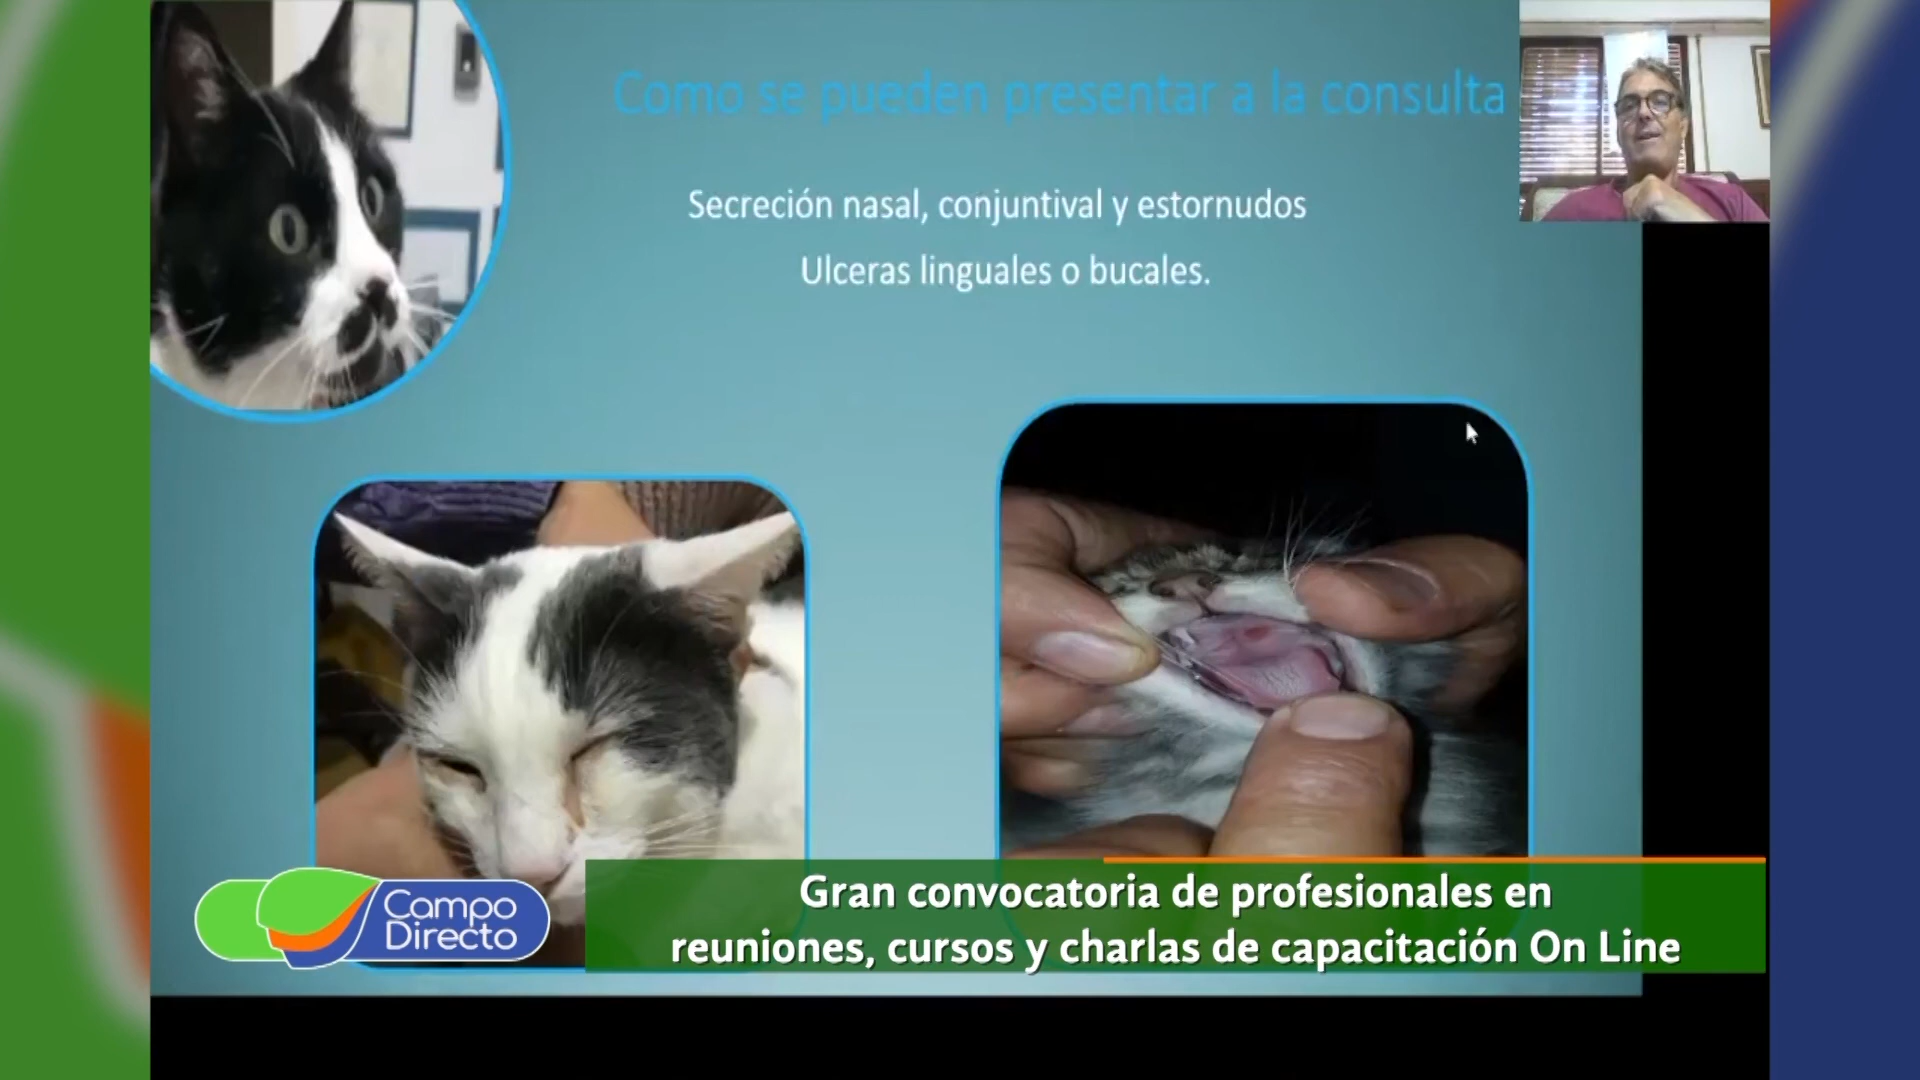 Como se pueden presentar a la consulta
Secreción nasal, conjuntival y estornudos
Ulceras linguales o bucales.
Campo
Directo
Gran convocatoria de profesionales en
reuniones, cursos y charlas de capacitación On Line